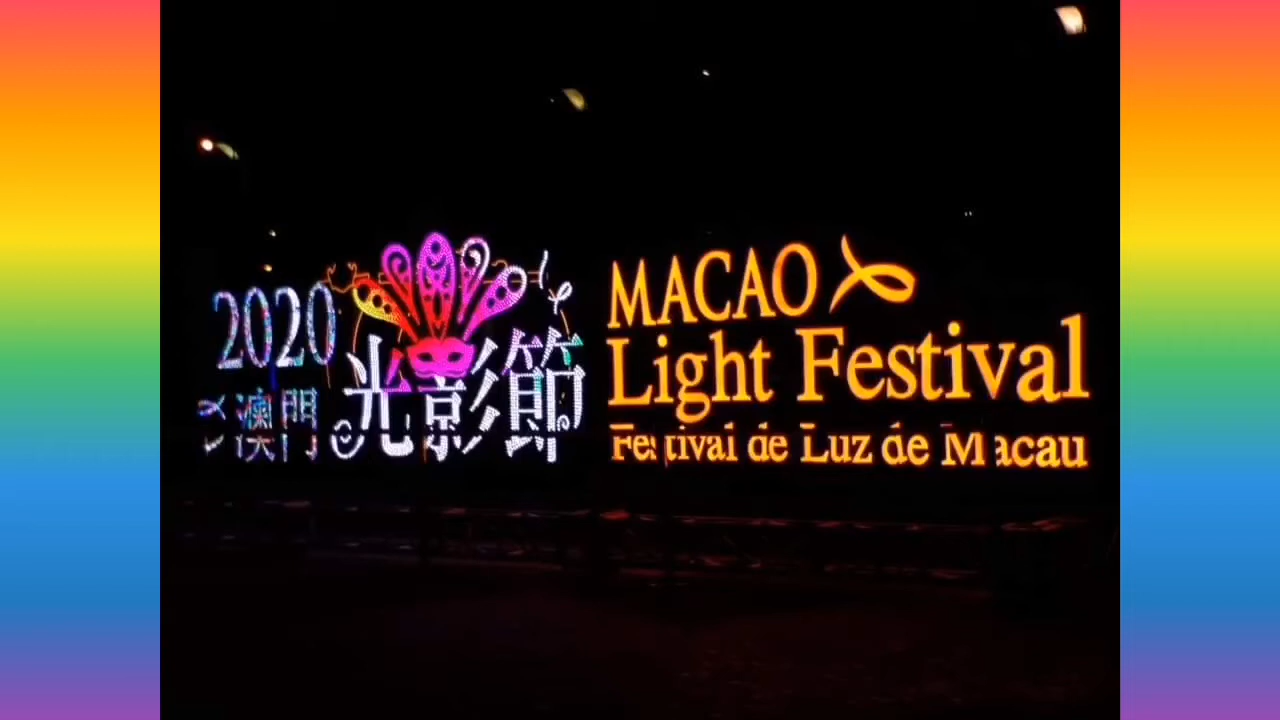 2020
澳門光影節
MACAO
Light Festival
Festival de Luz de Macau